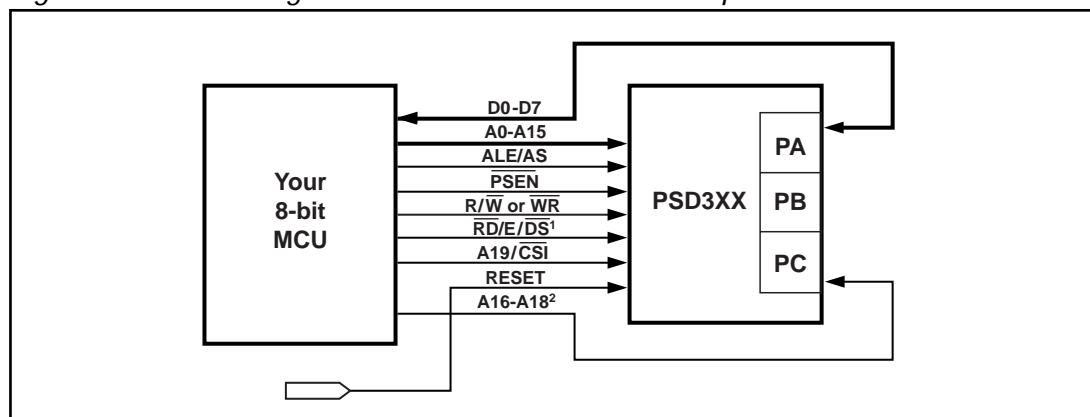 D0-D7
A0-A15
ALE/AS
PSEN
R/W or WR
RD/E/DS¹
A19/CSI
RESET
A16-A18²
Your
8-bit
MCU
PSD3XX
PA
PB
PC